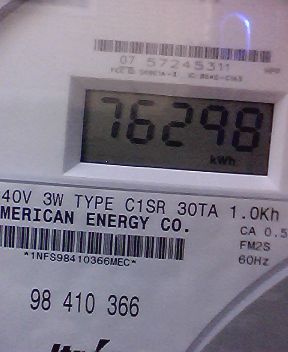 07 57245311
76298
kWh
40V 3W TYPE C1SR 30TA 1.0Kh
MERICAN ENERGY CO.
CA 0.5
FM2S
60Hz
*1NFS98410366MEC*
98 410 366